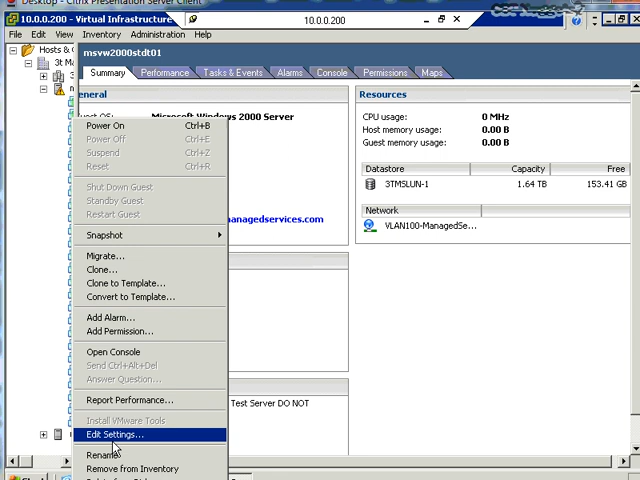 Desktop - Citrix Presentation Server Client
10.0.0.200 - Virtual Infrastructure
10.0.0.200
File Edit View Inventory Administration Help
Hosts & C
3t Ma
msvw2000stdt01
Summary Performance Tasks & Events Alarms Console Permissions Maps
eneral
uest OS: Microsoft Windows 2000 Server
anagedservices.com
Test Server DO NOT
Power On Ctrl+B
Power Off Ctrl+E
Suspend Ctrl+Z
Reset Ctrl+R
Shut Down Guest
Standby Guest
Restart Guest
Snapshot
Migrate...
Clone...
Clone to Template...
Convert to Template...
Add Alarm...
Add Permission...
Open Console
Send Ctrl+Alt+Del
Answer Question...
Report Performance...
Install VMware Tools
Edit Settings...
Rename
Remove from Inventory
Resources
CPU usage: 0 MHz
Host memory usage: 0.00 B
Guest memory usage: 0.00 B
Datastore Capacity Free
3TMSLUN-1 1.64 TB 153.41 GB
Network
VLAN100-ManagedSe...